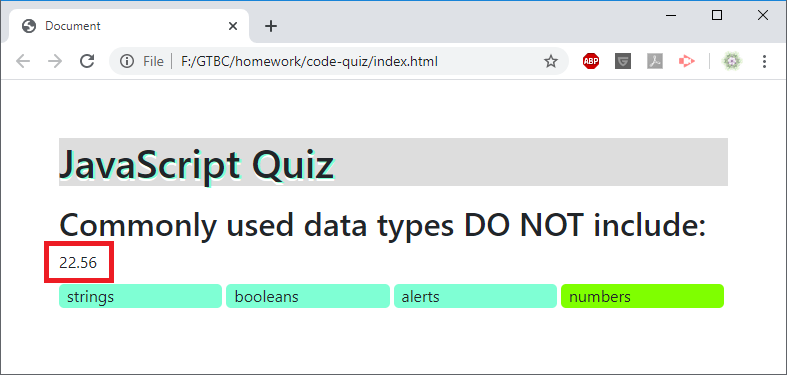 Document
File F:/GTBC/homework/code-quiz/index.html
ABP
JavaScript Quiz
Commonly used data types DO NOT include:
22.56
strings booleans alerts numbers